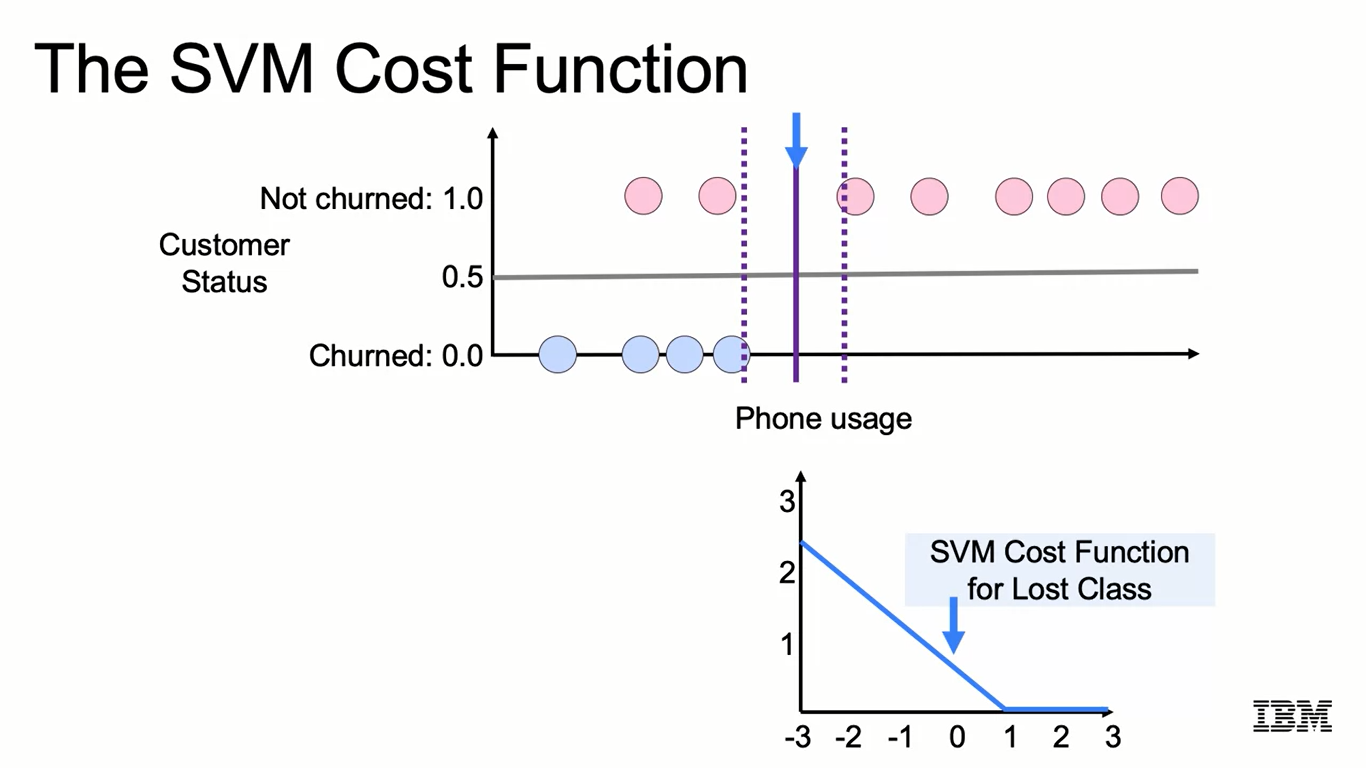 The SVM Cost Function
Not churned: 1.0
Customer
Status
0.5
Churned: 0.0
Phone usage
3
2
1
SVM Cost Function
for Lost Class
-3 -2 -1 0 1 2 3
IBM